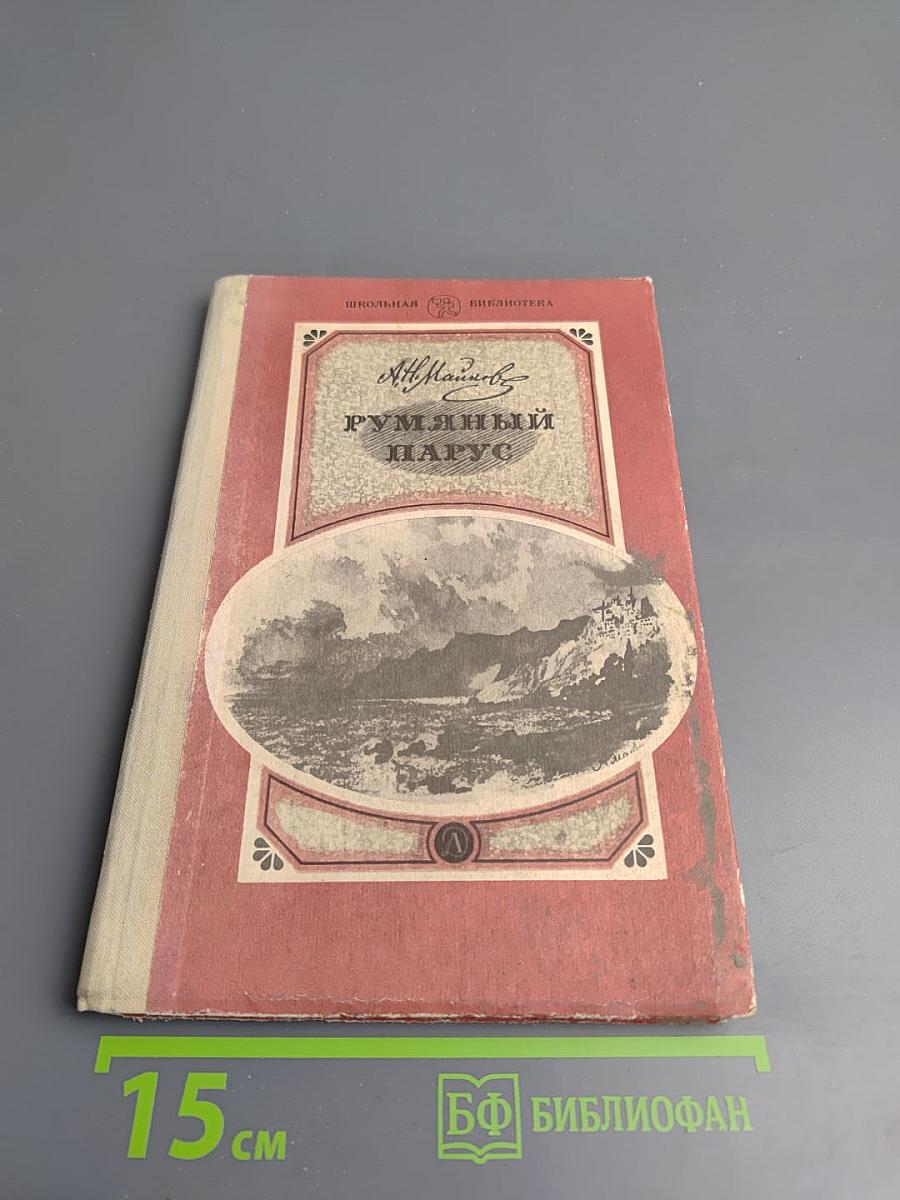 ШКОЛЬНАЯ БИБЛИОТЕКА
А.Н. Майков
РУМЯНЫЙ
ПАРУС
15 см
БФ БИБЛИОФАН